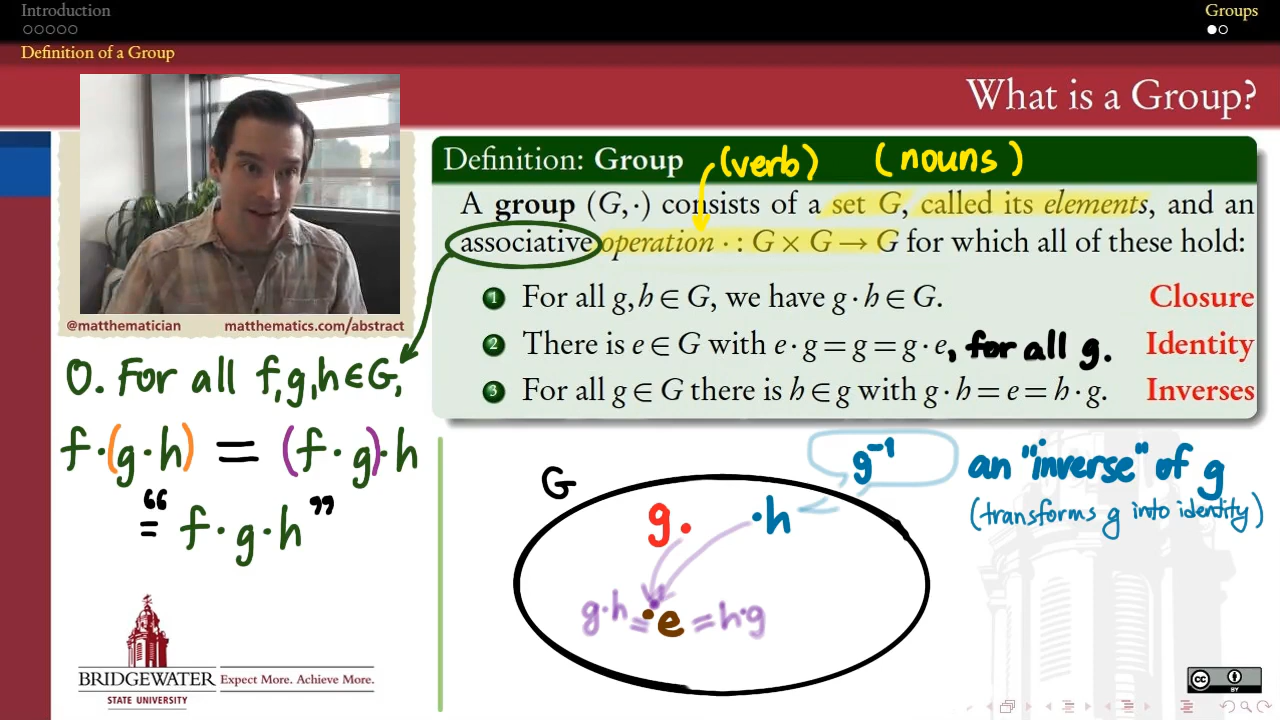 Introduction
Groups
Definition of a Group
What is a Group?
Definition: Group (verb) (nouns)
A group (G, ·) consists of a set G, called its elements, and an
associative operation · : G × G → G for which all of these hold:
1 For all g, h ∈ G, we have g · h ∈ G. Closure
2 There is e ∈ G with e · g = g = g · e, for all g. Identity
3 For all g ∈ G there is h ∈ g with g · h = e = h · g. Inverses
@matthematician matthematics.com/abstract
0. For all f,g,h∈G,
f·(g·h) = (f·g)·h
“= f·g·h”
G
g⁻¹
an "inverse" of g
(transforms g into identity)
g. ·h
g·h = ·e = h·g
BRIDGEWATER
STATE UNIVERSITY
Expect More. Achieve More.
CC BY